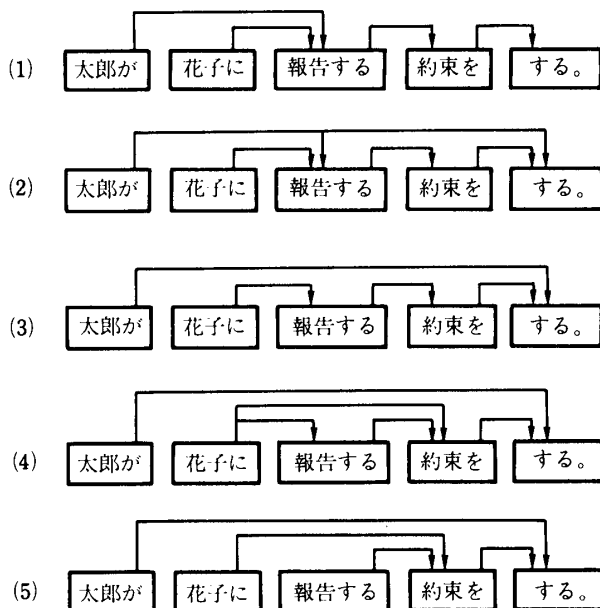 (1) 太郎が 花子に 報告する 約束を する。
(2) 太郎が 花子に 報告する 約束を する。
(3) 太郎が 花子に 報告する 約束を する。
(4) 太郎が 花子に 報告する 約束を する。
(5) 太郎が 花子に 報告する 約束を する。